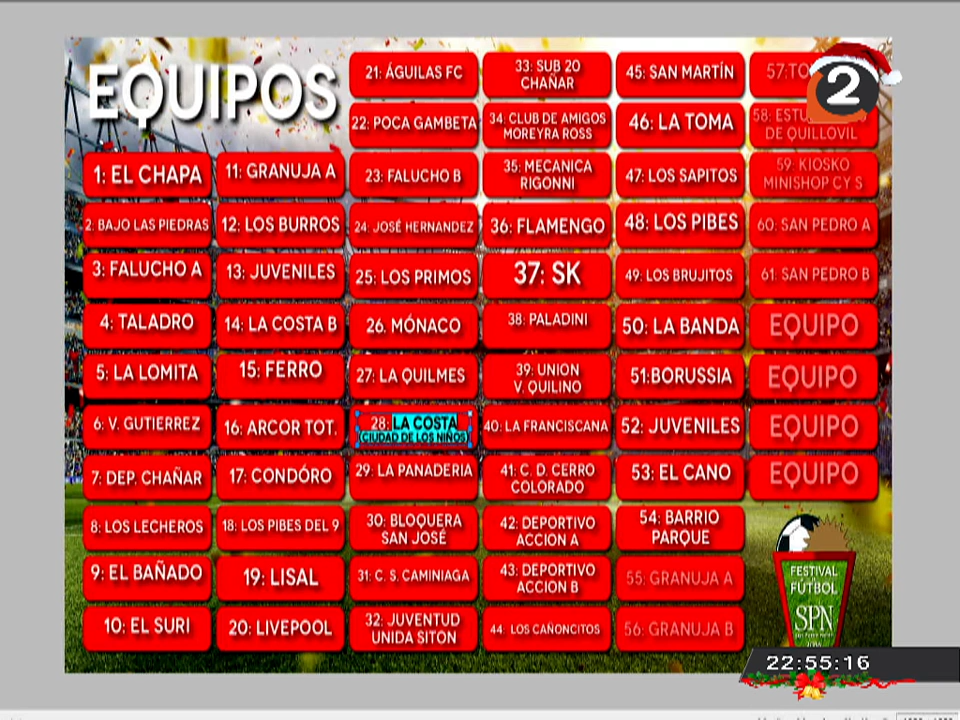 EQUIPOS
1: EL CHAPA
2: BAJO LAS PIEDRAS
3: FALUCHO A
4: TALADRO
5: LA LOMITA
6: V. GUTIERREZ
7: DEP. CHAÑAR
8: LOS LECHEROS
9: EL BAÑADO
10: EL SURI
11: GRANUJA A
12: LOS BURROS
13: JUVENILES
14: LA COSTA B
15: FERRO
16: ARCOR TOT.
17: CONDÓRO
18: LOS PIBES DEL 9
19: LISAL
20: LIVEPOOL
21: ÁGUILAS FC
22: POCA GAMBETA
23: FALUCHO B
24: JOSÉ HERNANDEZ
25: LOS PRIMOS
26. MÓNACO
27: LA QUILMES
28: LA COSTA
(CIUDAD DE LOS NIÑOS)
29: LA PANADERIA
30: BLOQUERA
SAN JOSÉ
31: C. S. CAMINIAGA
32: JUVENTUD
UNIDA SITON
33: SUB 20
CHAÑAR
34: CLUB DE AMIGOS
MOREYRA ROSS
35: MECANICA
RIGONNI
36: FLAMENGO
37: SK
38: PALADINI
39: UNION
V. QUILINO
40: LA FRANCISCANA
41: C. D. CERRO
COLORADO
42: DEPORTIVO
ACCION A
43: DEPORTIVO
ACCION B
44: LOS CAÑONCITOS
45: SAN MARTÍN
46: LA TOMA
47: LOS SAPITOS
48: LOS PIBES
49: LOS BRUJITOS
50: LA BANDA
51:BORUSSIA
52: JUVENILES
53: EL CANO
54: BARRIO
PARQUE
55: GRANUJA A
56: GRANUJA B
57:
58:
DE QUILLOVIL
59: KIOSKO
MINISHOP CY S
60: SAN PEDRO A
61: SAN PEDRO B
EQUIPO
EQUIPO
EQUIPO
EQUIPO
2
FESTIVAL
FÚTBOL
SPN
22:55:16